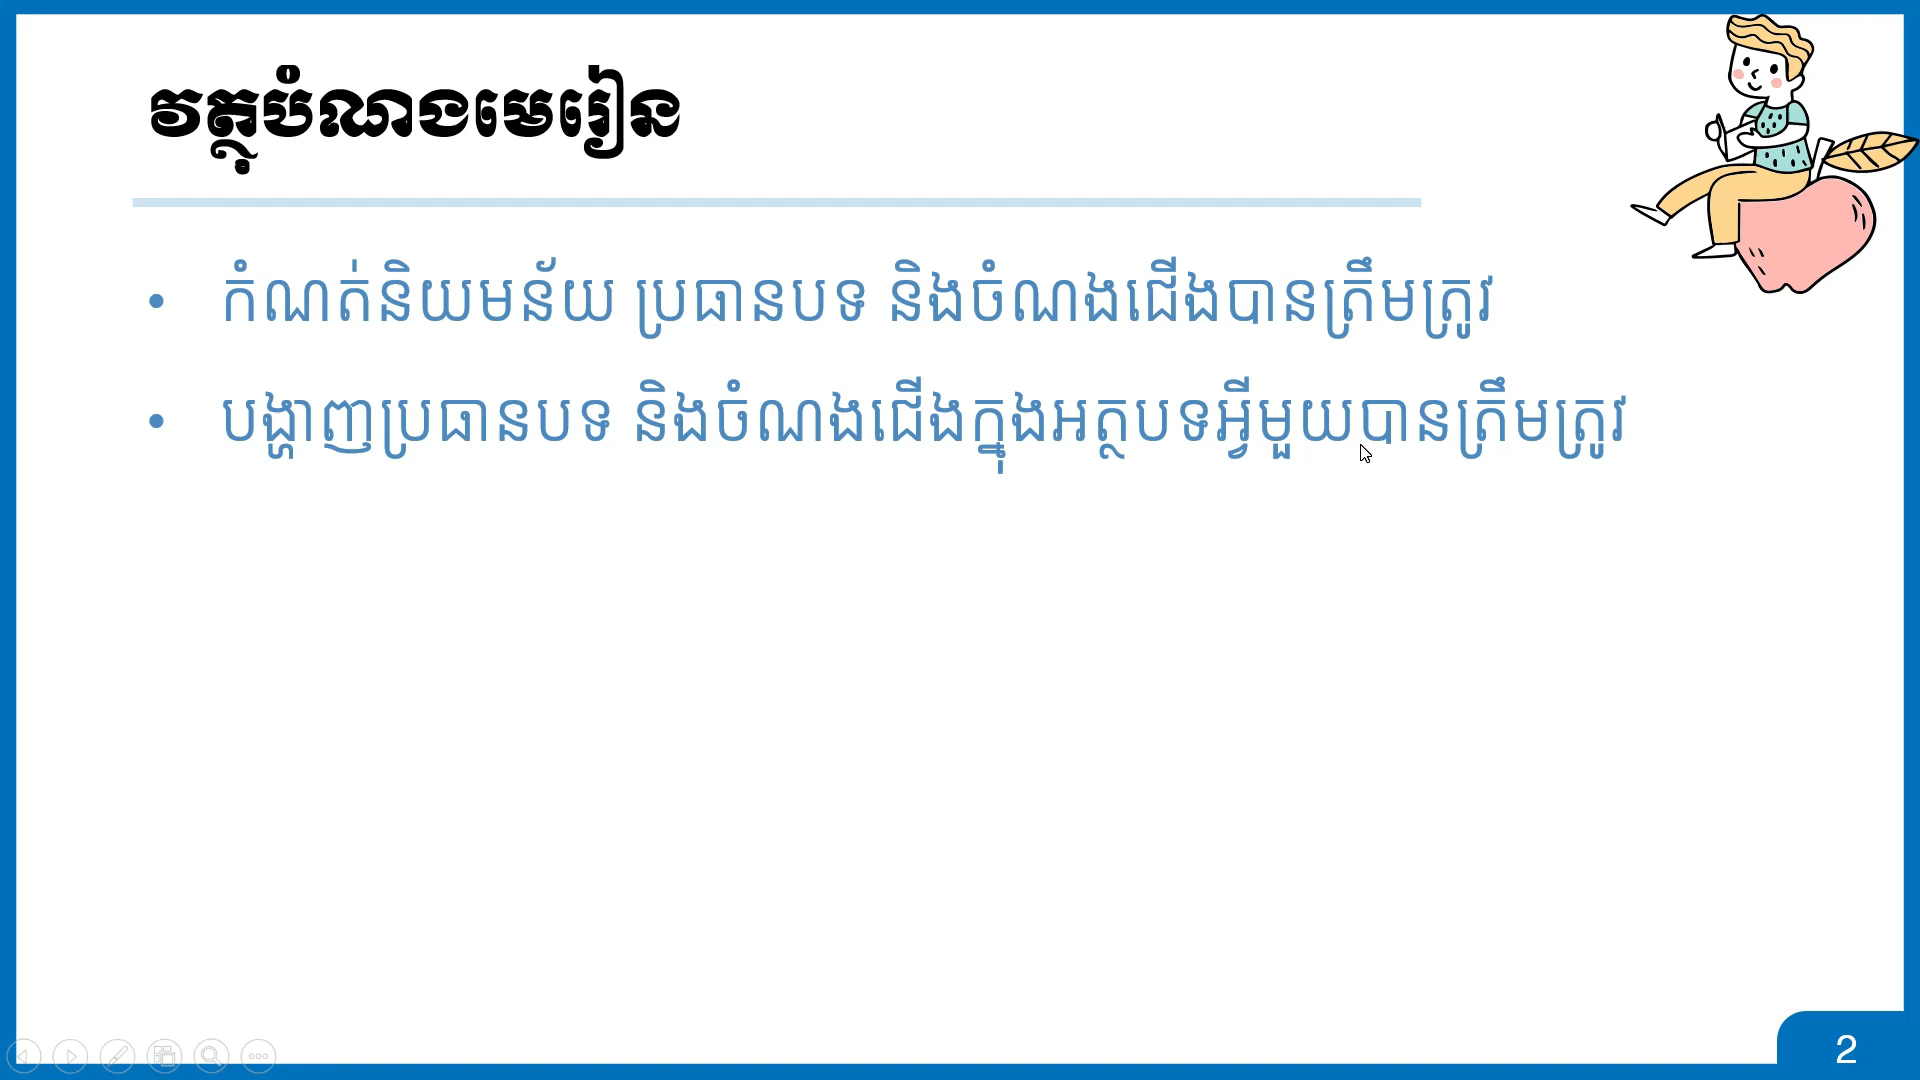 វត្ថុបំណងមេរៀន
• កំណត់និយមន័យ ប្រធានបទ និងចំណងជើងបានត្រឹមត្រូវ
• បង្ហាញប្រធានបទ និងចំណងជើងក្នុងអត្ថបទអ្វីមួយបានត្រឹមត្រូវ
2